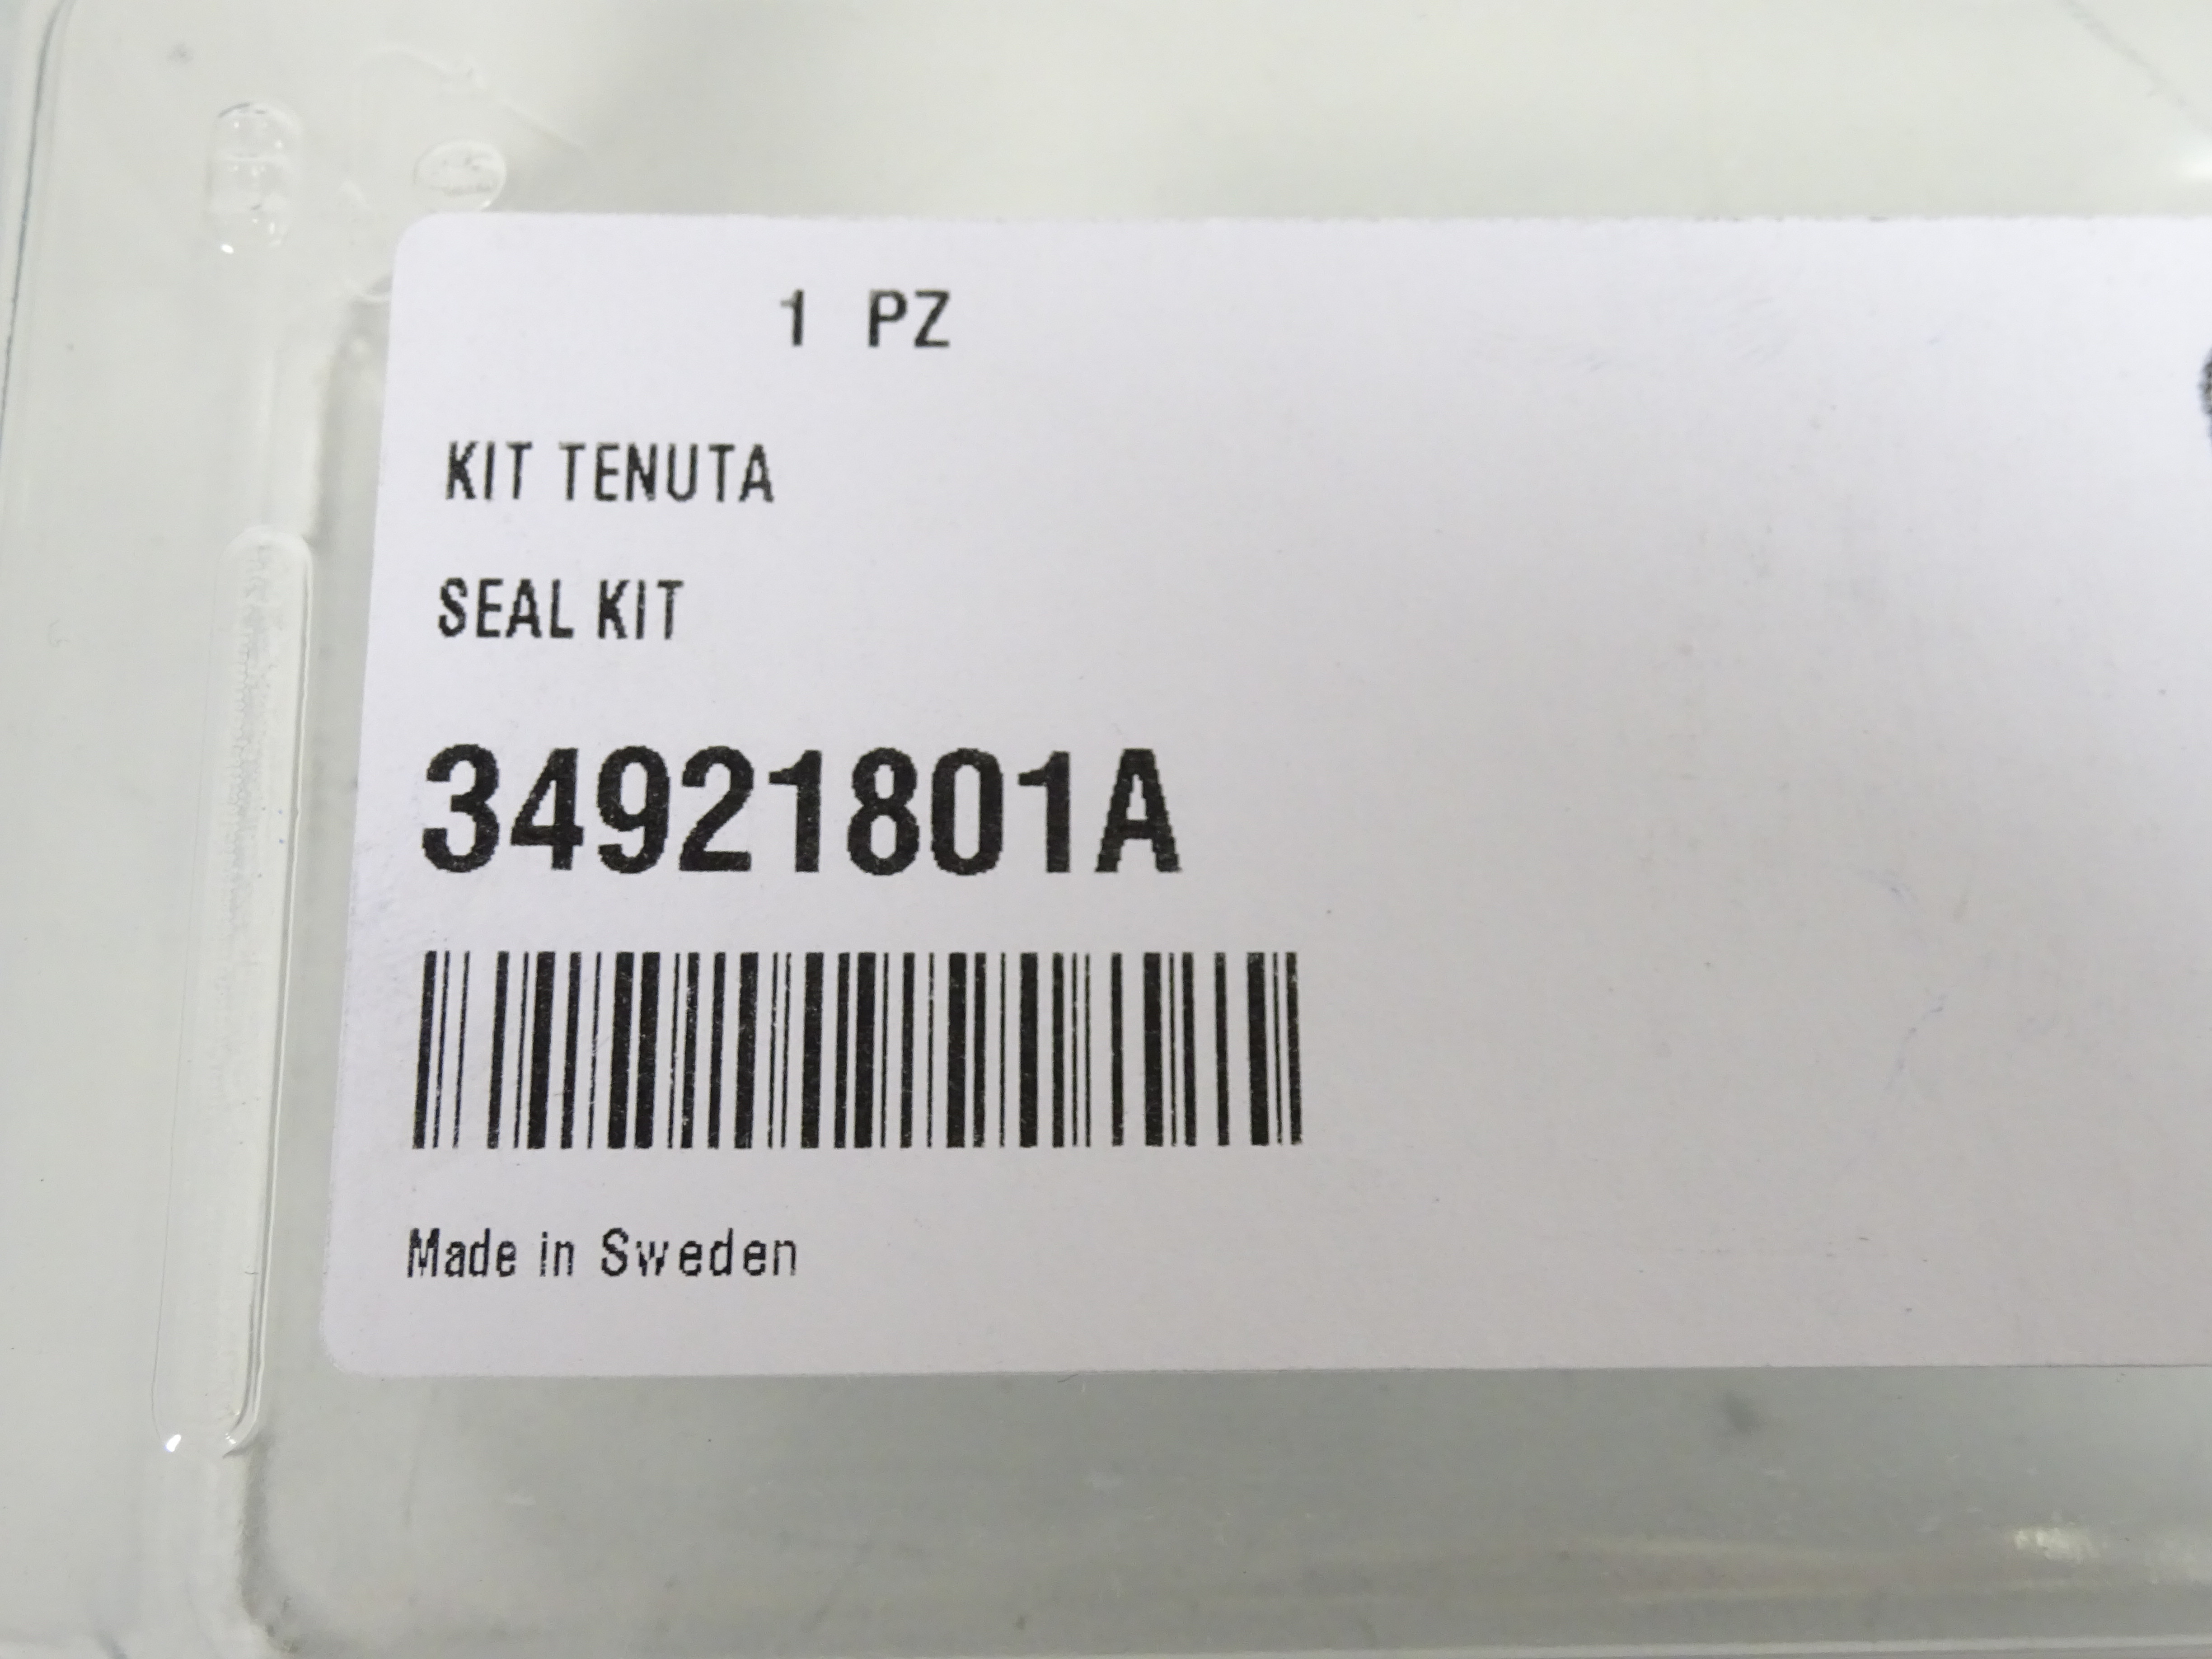 1 PZ
KIT TENUTA
SEAL KIT
34921801A
Made in Sweden